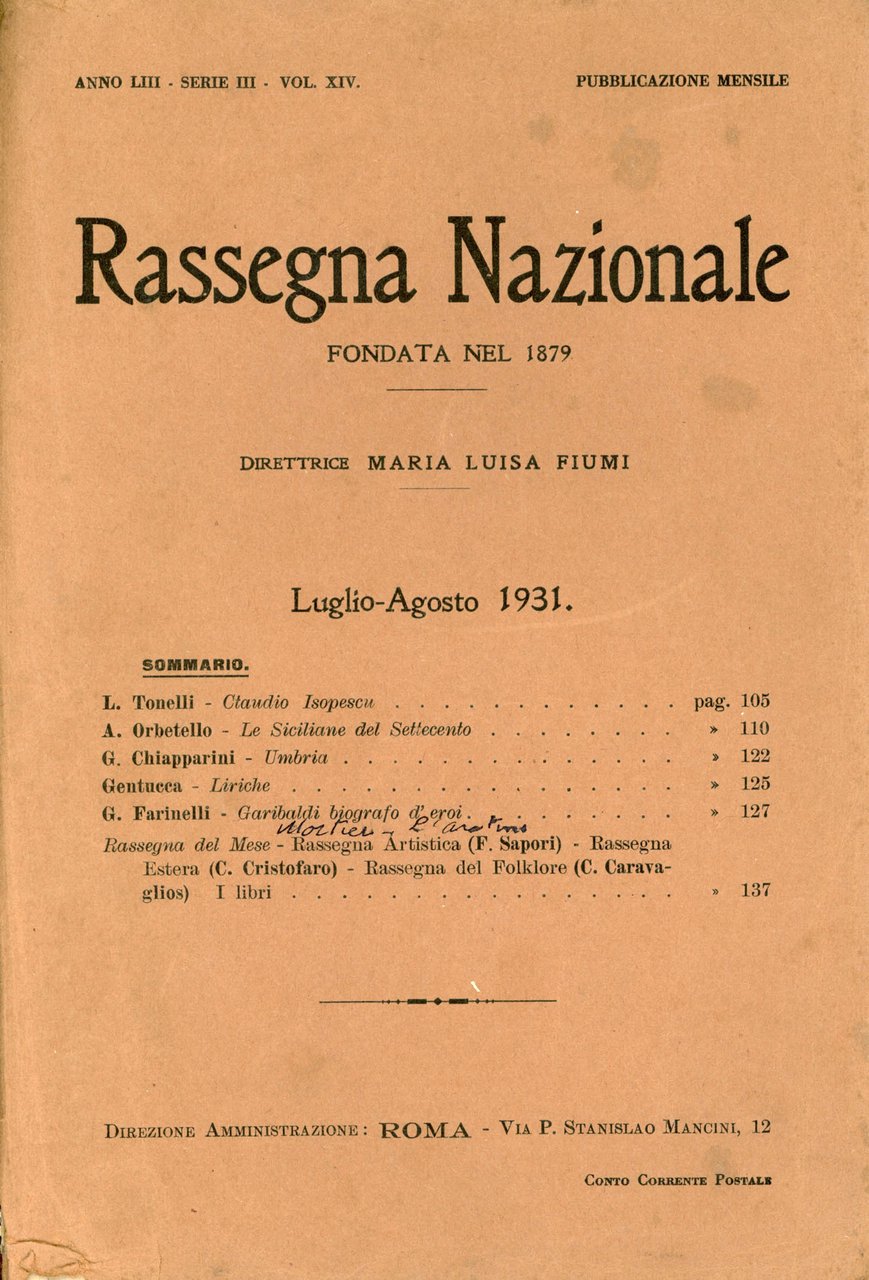 ANNO LIII - SERIE III - VOL. XIV. PUBBLICAZIONE MENSILE
Rassegna Nazionale
FONDATA NEL 1879
DIRETTRICE MARIA LUISA FIUMI
Luglio-Agosto 1931.
SOMMARIO.
L. Tonelli - Ctaudio Isopescu . . . . . . . . . . . . pag. 105
A. Orbetello - Le Siciliane del Settecento . . . . . . . . » 110
G. Chiapparini - Umbria . . . . . . . . . . . . . . » 122
Gentucca - Liriche . . . . . . . . . . . . . . . . » 125
G. Farinelli - Garibaldi biografo d'eroi . . . . . . . . . » 127
Rassegna del Mese - Rassegna Artistica (F. Sapori) - Rassegna
Estera (C. Cristofaro) - Rassegna del Folklore (C. Carava-
glios) I libri . . . . . . . . . . . . . . . . » 137
DIREZIONE AMMINISTRAZIONE: ROMA - VIA P. STANISLAO MANCINI, 12
CONTO CORRENTE POSTALE